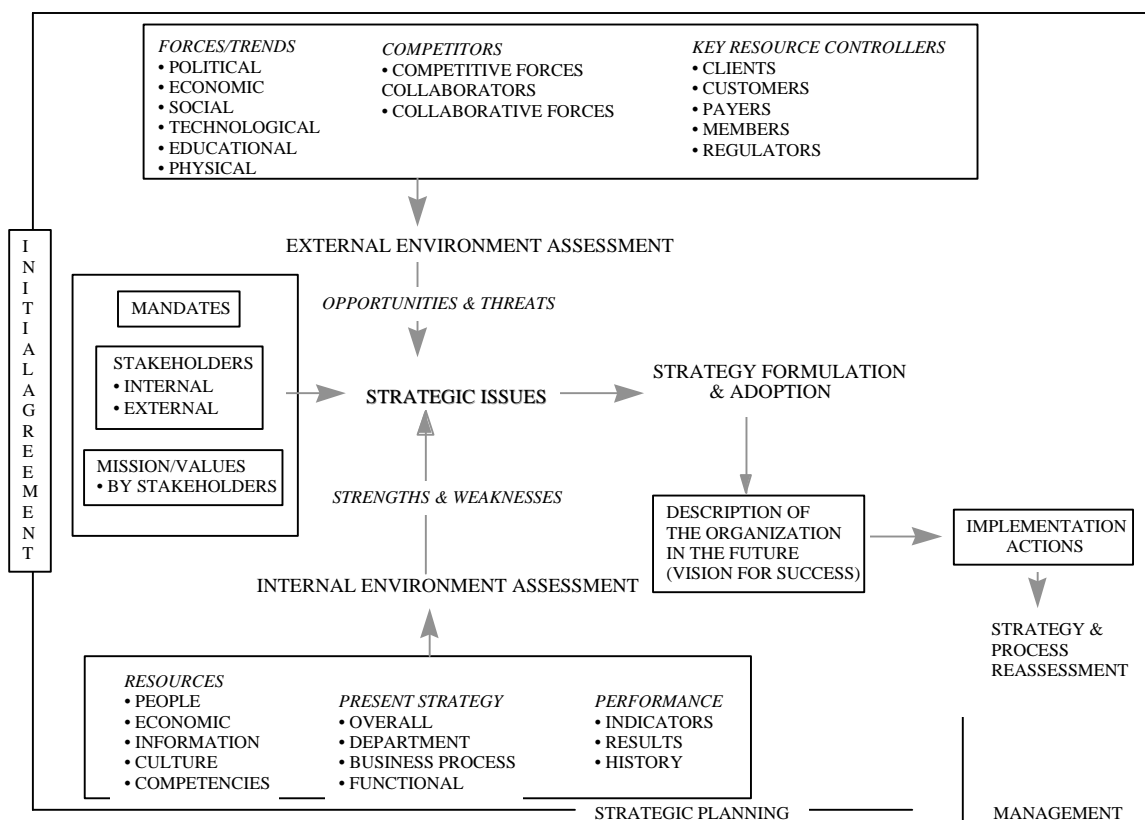 FORCES/TRENDS
• POLITICAL
• ECONOMIC
• SOCIAL
• TECHNOLOGICAL
• EDUCATIONAL
• PHYSICAL
COMPETITORS
• COMPETITIVE FORCES
COLLABORATORS
• COLLABORATIVE FORCES
KEY RESOURCE CONTROLLERS
• CLIENTS
• CUSTOMERS
• PAYERS
• MEMBERS
• REGULATORS
EXTERNAL ENVIRONMENT ASSESSMENT
OPPORTUNITIES & THREATS
INITIAL AGREEMENT
MANDATES
STAKEHOLDERS
• INTERNAL
• EXTERNAL
MISSION/VALUES
• BY STAKEHOLDERS
STRATEGIC ISSUES
STRATEGY FORMULATION
& ADOPTION
STRENGTHS & WEAKNESSES
DESCRIPTION OF
THE ORGANIZATION
IN THE FUTURE
(VISION FOR SUCCESS)
IMPLEMENTATION
ACTIONS
INTERNAL ENVIRONMENT ASSESSMENT
STRATEGY &
PROCESS
REASSESSMENT
RESOURCES
• PEOPLE
• ECONOMIC
• INFORMATION
• CULTURE
• COMPETENCIES
PRESENT STRATEGY
• OVERALL
• DEPARTMENT
• BUSINESS PROCESS
• FUNCTIONAL
PERFORMANCE
• INDICATORS
• RESULTS
• HISTORY
STRATEGIC PLANNING
MANAGEMENT